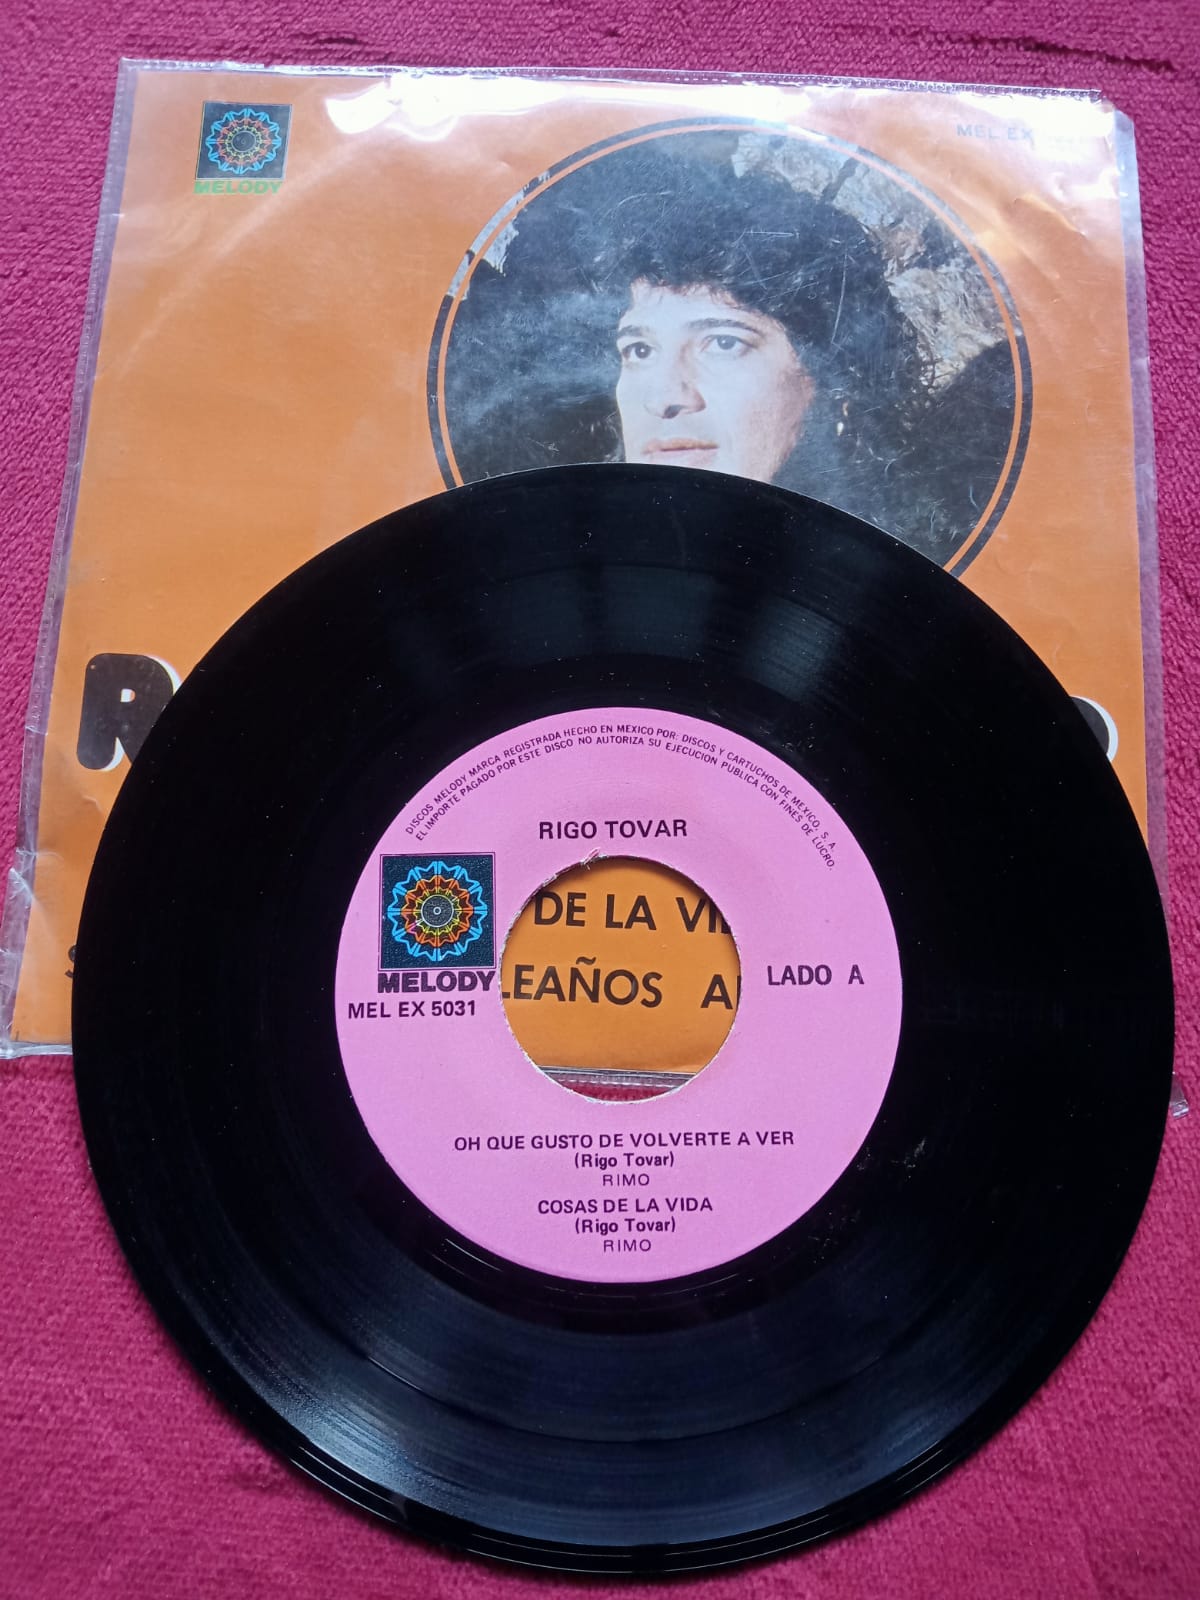 MELODY
MEL EX
DISCOS MELODY MARCA REGISTRADA HECHO EN MEXICO POR: DISCOS Y CARTUCHOS DE MEXICO, S. A.
EL IMPORTE PAGADO POR ESTE DISCO NO AUTORIZA SU EJECUCION PUBLICA CON FINES DE LUCRO.
RIGO TOVAR
DE LA
LEAÑOS
MELODY
MEL EX 5031
LADO A
OH QUE GUSTO DE VOLVERTE A VER
(Rigo Tovar)
RIMO
COSAS DE LA VIDA
(Rigo Tovar)
RIMO